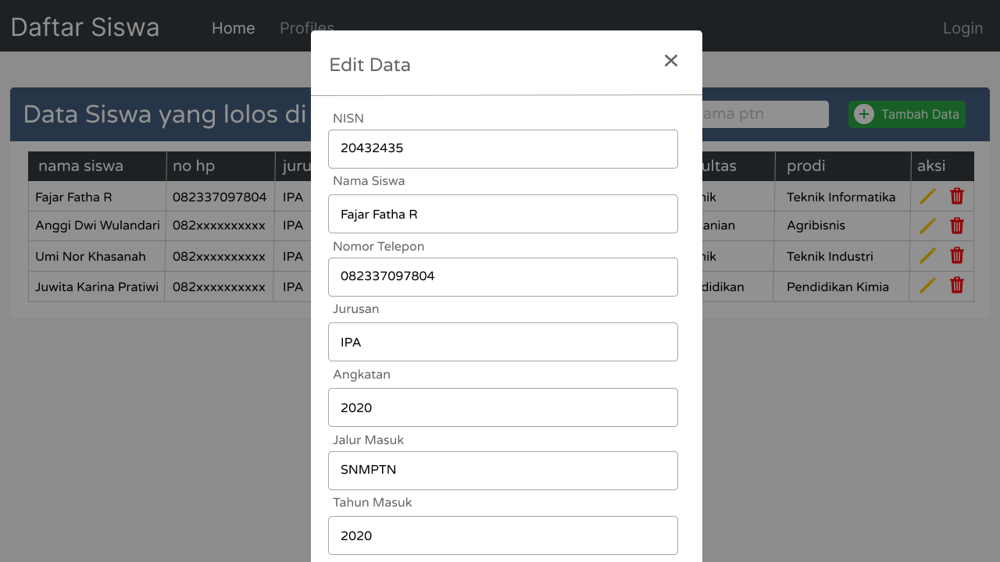 Daftar Siswa Home Profiles Login
Edit Data
Data Siswa yang lolos di
ama ptn
Tambah Data
NISN
20432435
Nama Siswa
Fajar Fatha R
Nomor Telepon
082337097804
Jurusan
IPA
Angkatan
2020
Jalur Masuk
SNMPTN
Tahun Masuk
2020
nama siswa no hp juru ultas prodi aksi
Fajar Fatha R 082337097804 IPA nik Teknik Informatika
Anggi Dwi Wulandari 082xxxxxxxxxx IPA anian Agribisnis
Umi Nor Khasanah 082xxxxxxxxxx IPA nik Teknik Industri
Juwita Karina Pratiwi 082xxxxxxxxxx IPA didikan Pendidikan Kimia